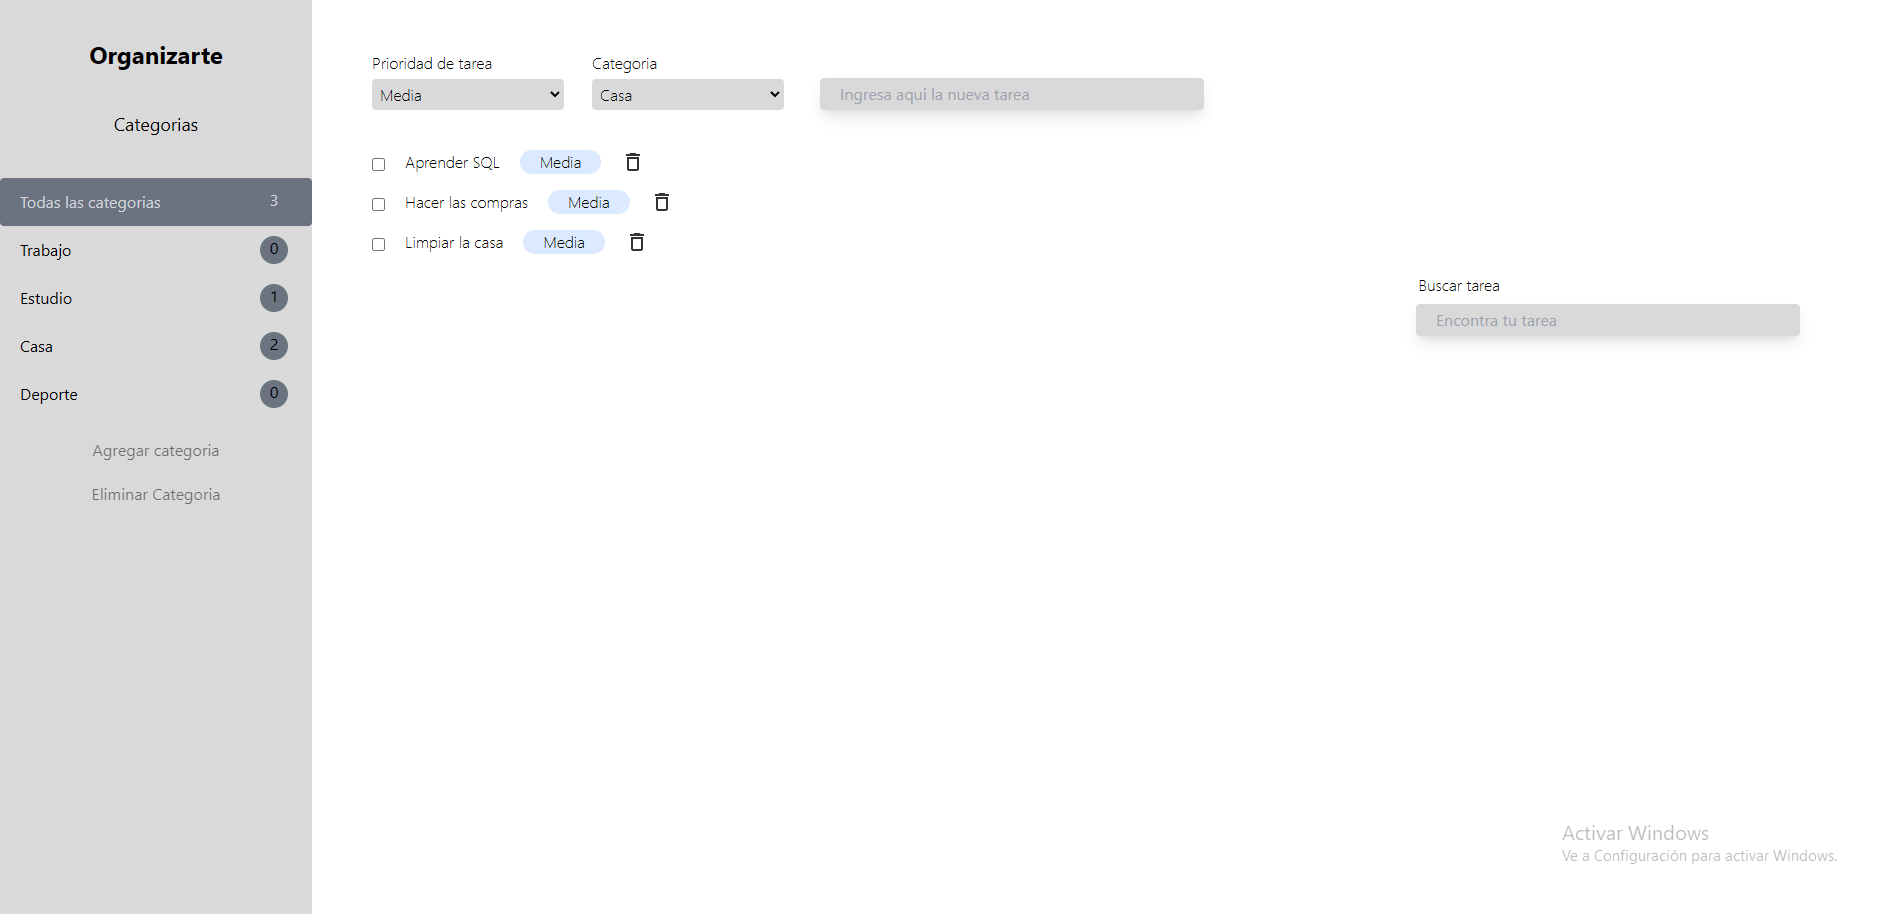 Organizarte
Categorias
Todas las categorias 3
Trabajo 0
Estudio 1
Casa 2
Deporte 0
Agregar categoria
Eliminar Categoria
Prioridad de tarea
Media
Categoria
Casa
Ingresa aqui la nueva tarea
Aprender SQL Media
Hacer las compras Media
Limpiar la casa Media
Buscar tarea
Encontra tu tarea
Activar Windows
Ve a Configuración para activar Windows.